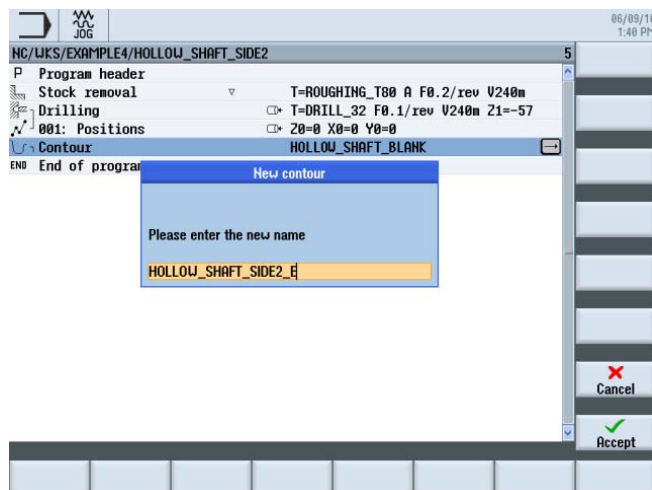 JOG
06/09/1
1:40 PM
NC/WKS/EXAMPLE4/HOLLOW_SHAFT_SIDE2 5
P Program header
Stock removal ▽ T=ROUGHING_T80 A F0.2/rev V240m
Drilling T=DRILL_32 F0.1/rev V240m Z1=-57
001: Positions Z0=0 X0=0 Y0=0
Contour HOLLOW_SHAFT_BLANK
END End of program
New contour
Please enter the new name
HOLLOW_SHAFT_SIDE2_E
Cancel
Accept